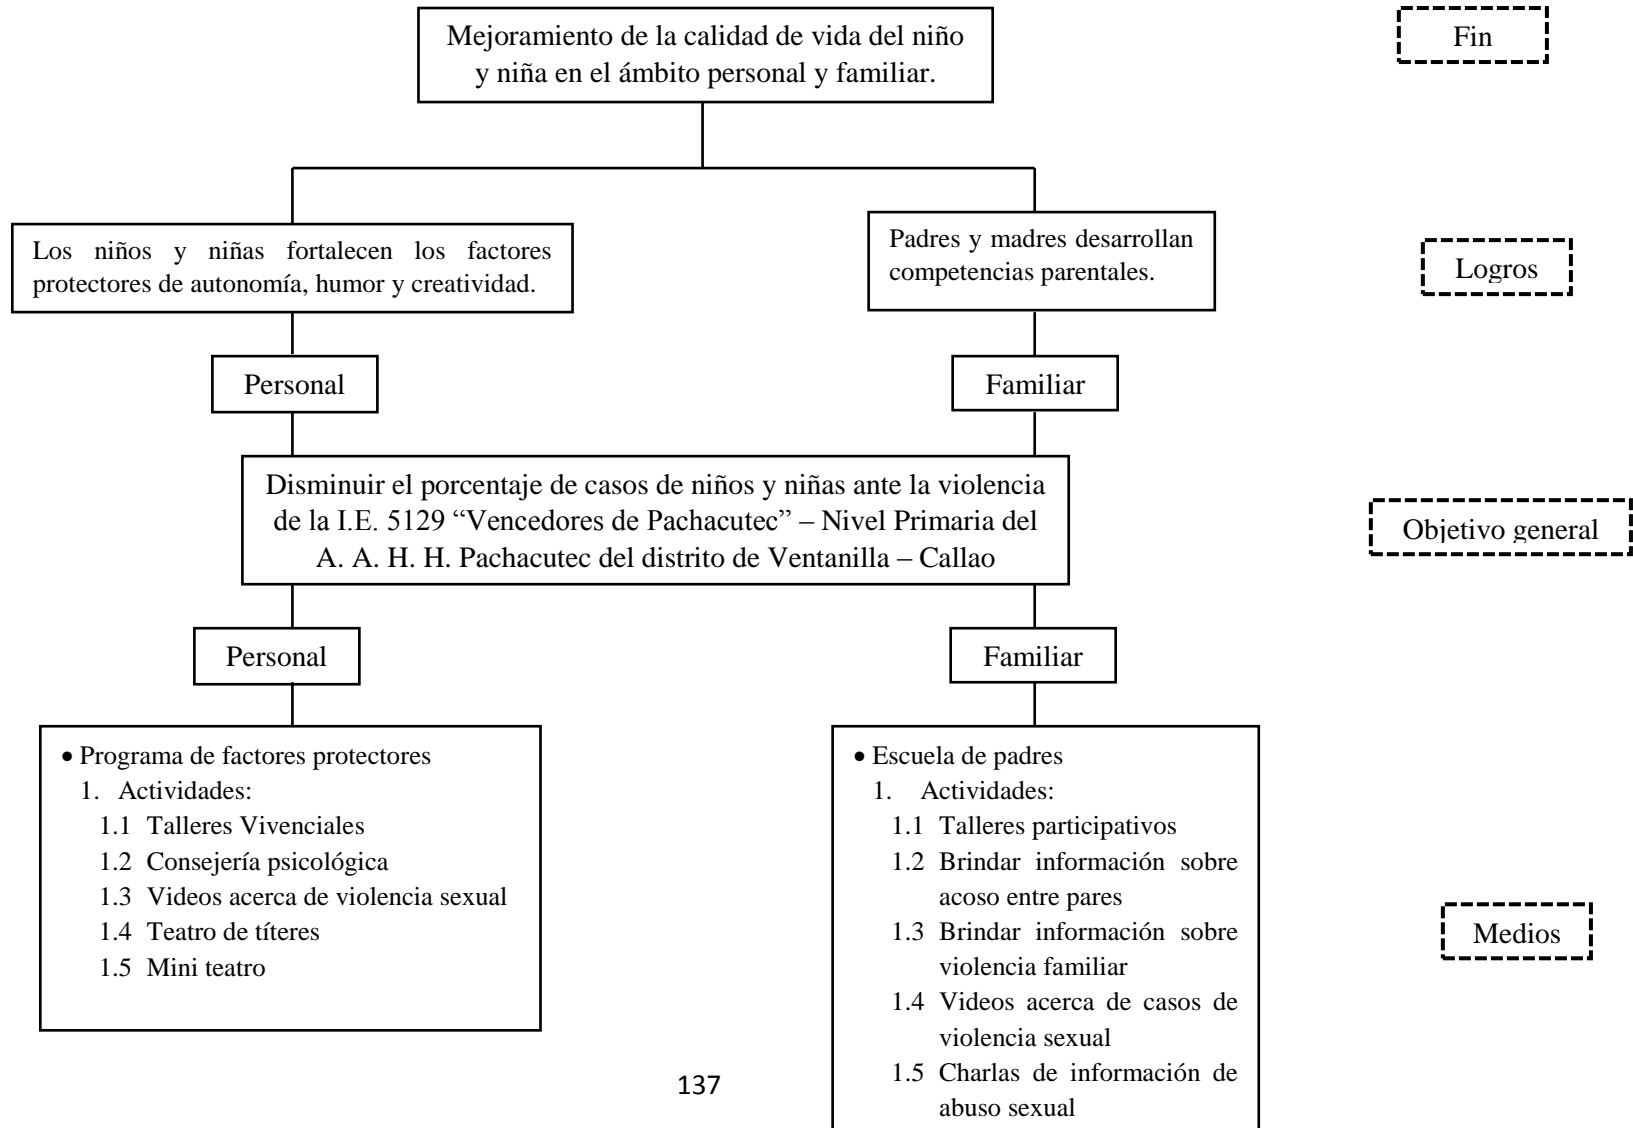 Mejoramiento de la calidad de vida del niño
y niña en el ámbito personal y familiar.
Fin
Los niños y niñas fortalecen los factores
protectores de autonomía, humor y creatividad.
Padres y madres desarrollan
competencias parentales.
Logros
Personal
Familiar
Disminuir el porcentaje de casos de niños y niñas ante la violencia
de la I.E. 5129 “Vencedores de Pachacutec” – Nivel Primaria del
A. A. H. H. Pachacutec del distrito de Ventanilla – Callao
Objetivo general
Personal
Familiar
• Programa de factores protectores
1. Actividades:
1.1 Talleres Vivenciales
1.2 Consejería psicológica
1.3 Videos acerca de violencia sexual
1.4 Teatro de títeres
1.5 Mini teatro
• Escuela de padres
1. Actividades:
1.1 Talleres participativos
1.2 Brindar información sobre
acoso entre pares
1.3 Brindar información sobre
violencia familiar
1.4 Videos acerca de casos de
violencia sexual
1.5 Charlas de información de
abuso sexual
Medios
137